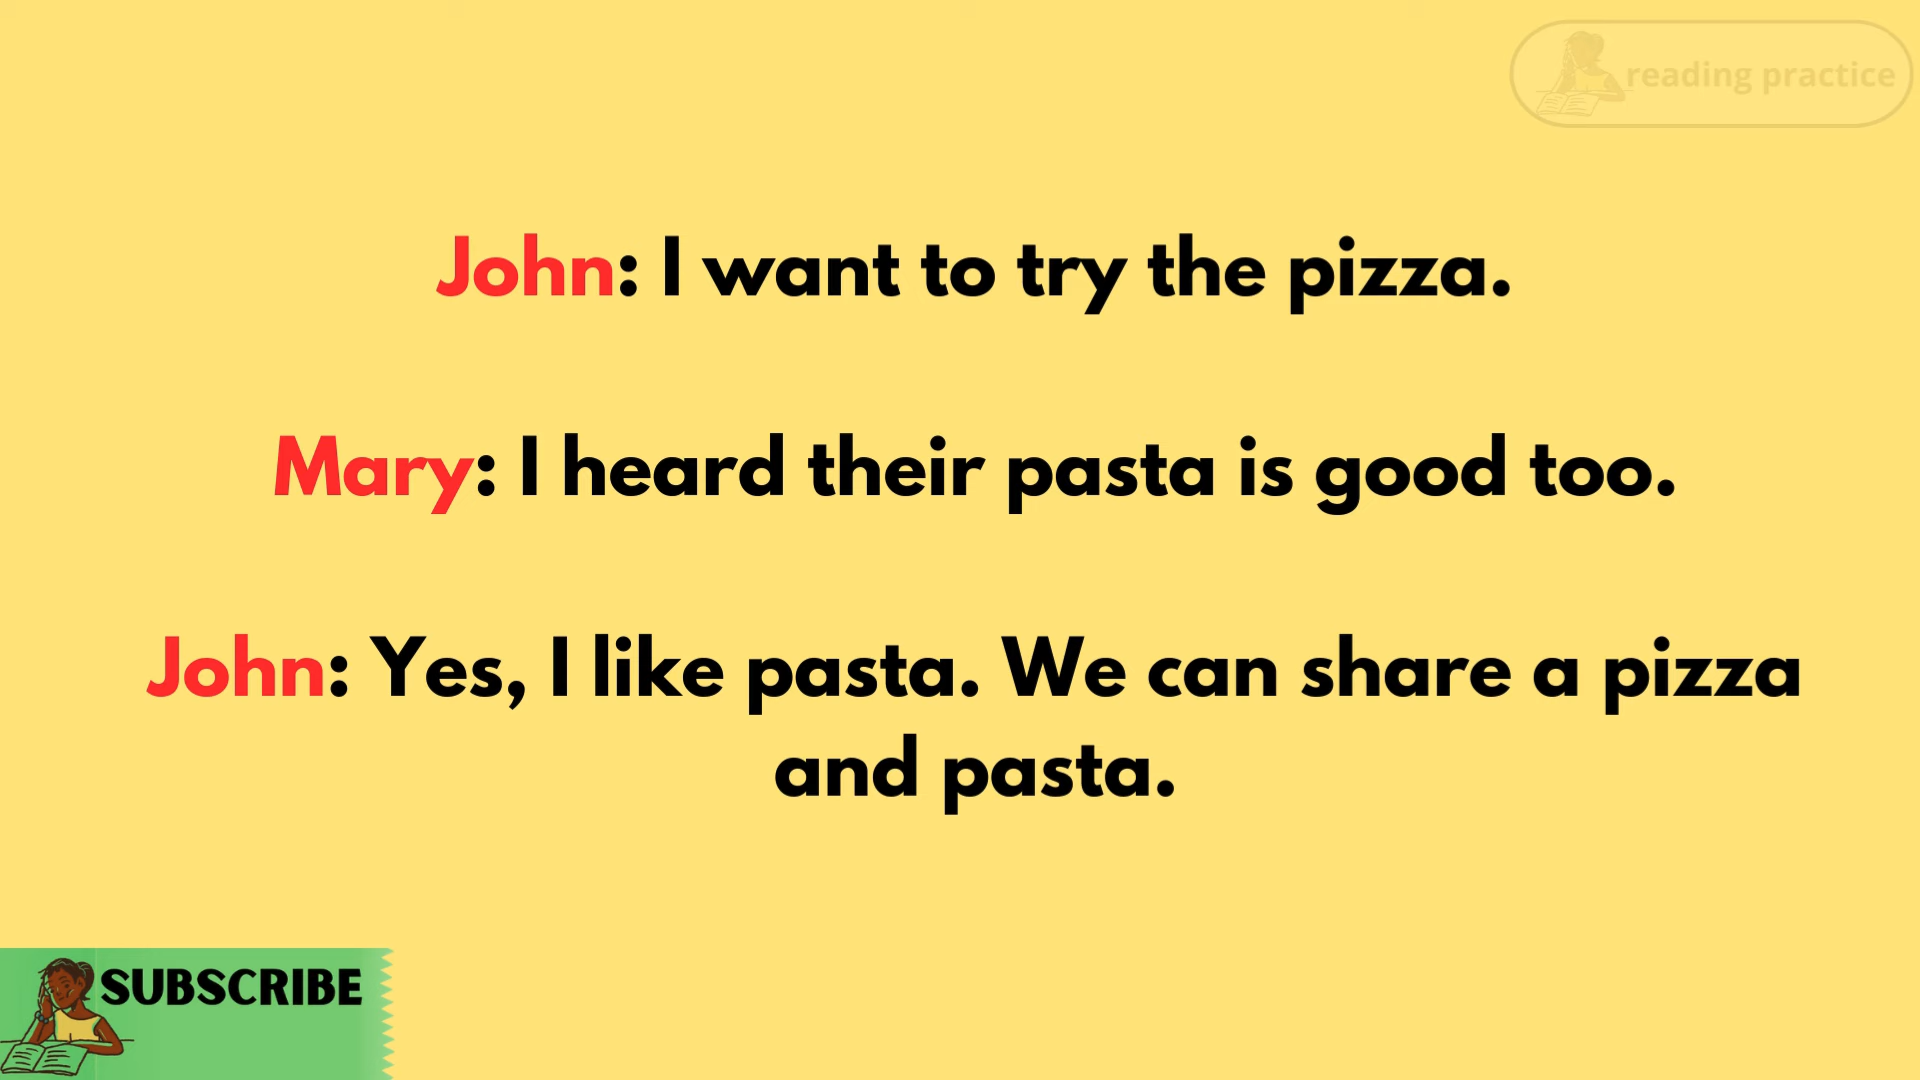 reading practice
John: I want to try the pizza.
Mary: I heard their pasta is good too.
John: Yes, I like pasta. We can share a pizza
and pasta.
SUBSCRIBE